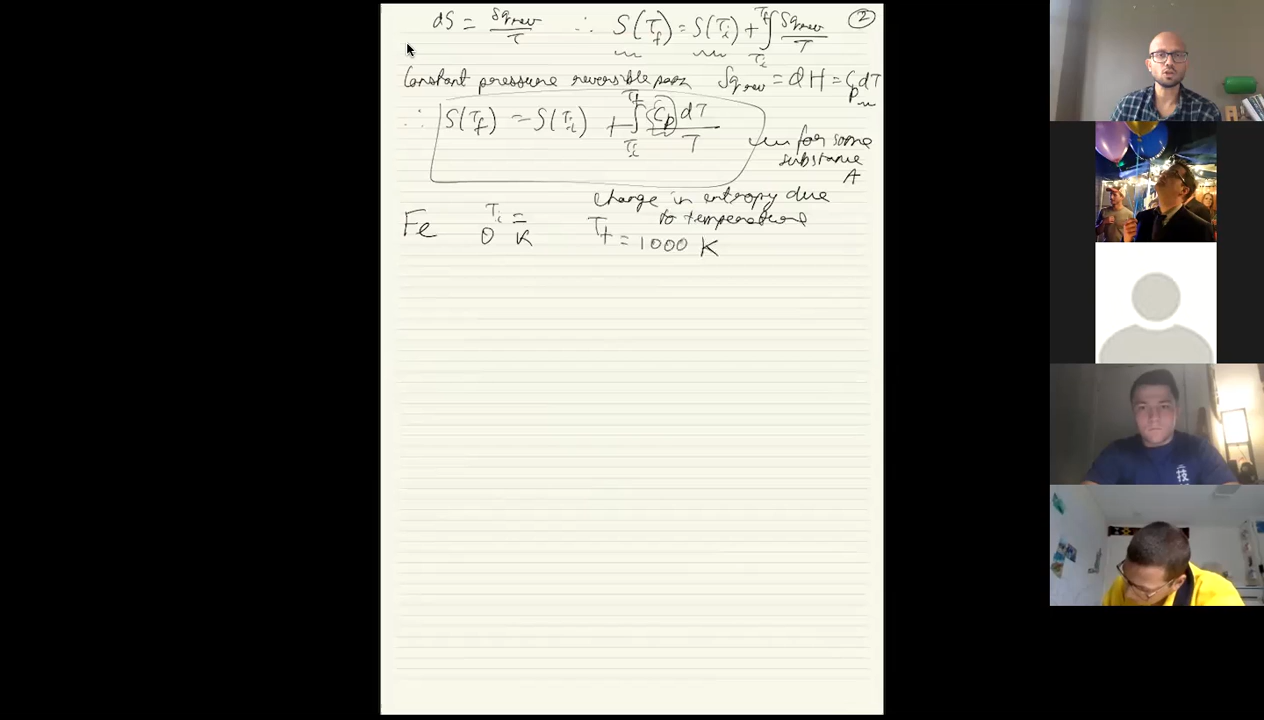 dS = δq_rev / T ∴ S(T_f) = S(T_i) + ∫_{T_i}^{T_f} δq_rev / T ②
Constant pressure reversible δq_rev = dH = C_p dT
∴ S(T_f) = S(T_i) + ∫_{T_i}^{T_f} C_p dT / T
for some
substance
A
change in entropy due
to temperature
Fe T_i = 0 K T_f = 1000 K
技